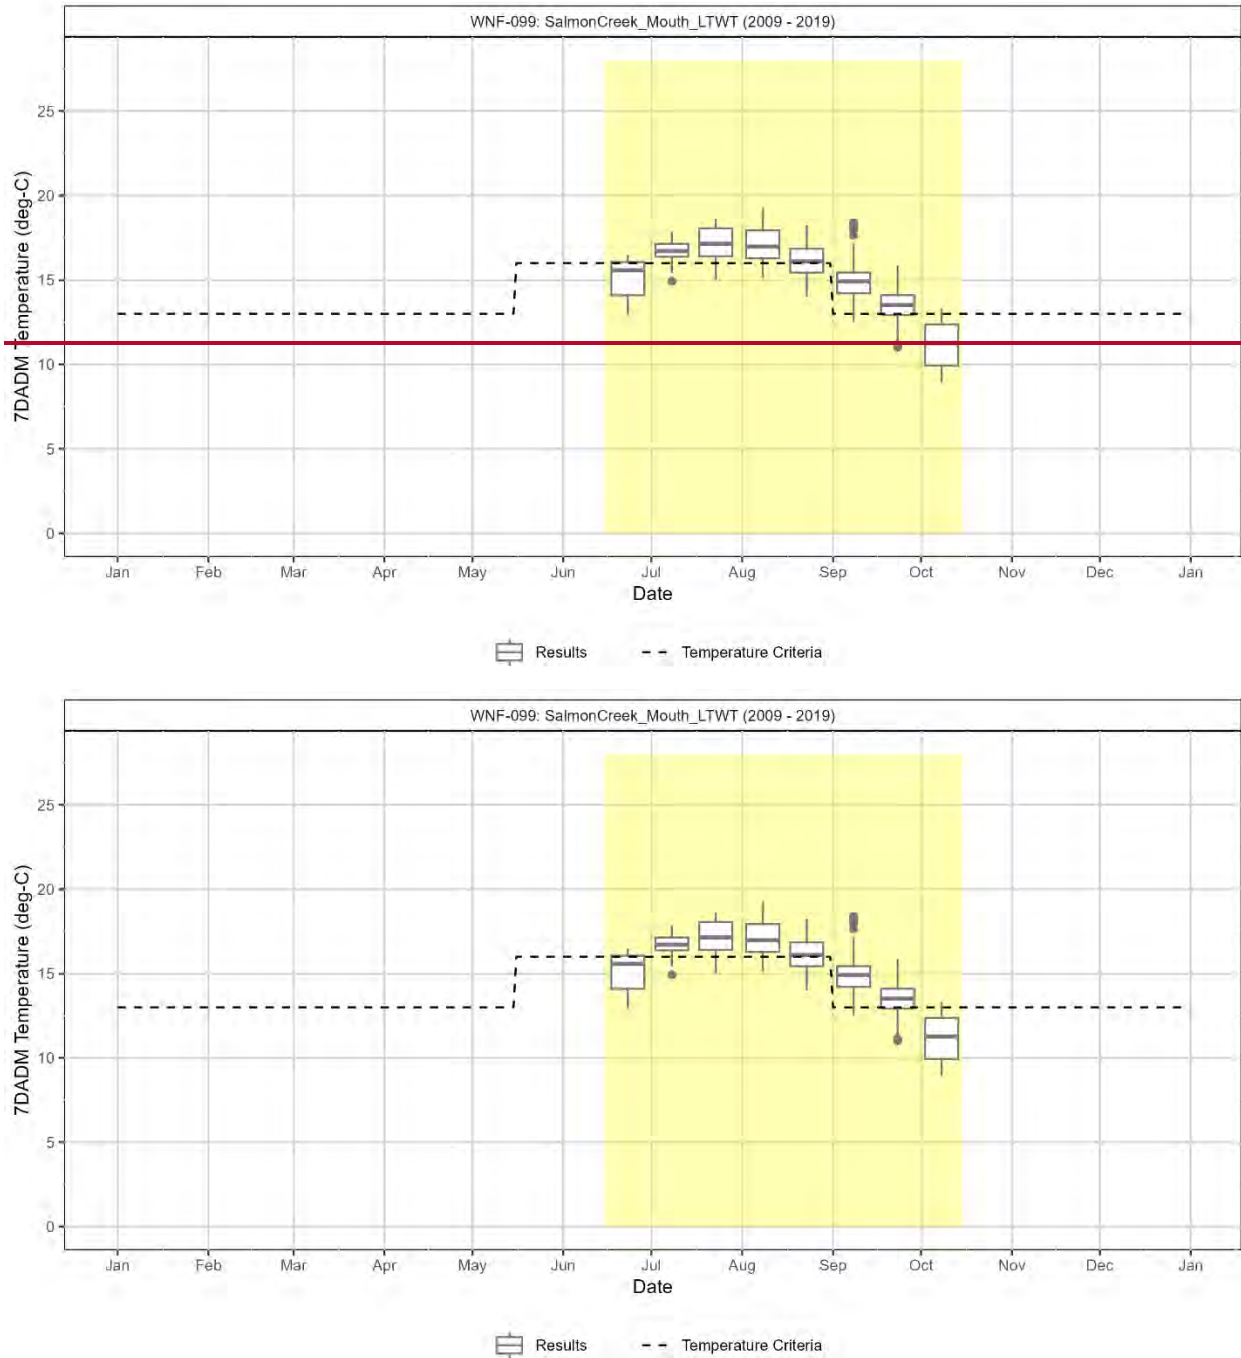 WNF-099: SalmonCreek_Mouth_LTWT (2009 - 2019)
7DADM Temperature (deg-C)
25
20
15
10
5
0
Jan Feb Mar Apr May Jun Jul Aug Sep Oct Nov Dec Jan
Date
Results Temperature Criteria
WNF-099: SalmonCreek_Mouth_LTWT (2009 - 2019)
7DADM Temperature (deg-C)
25
20
15
10
5
0
Jan Feb Mar Apr May Jun Jul Aug Sep Oct Nov Dec Jan
Date
Results Temperature Criteria